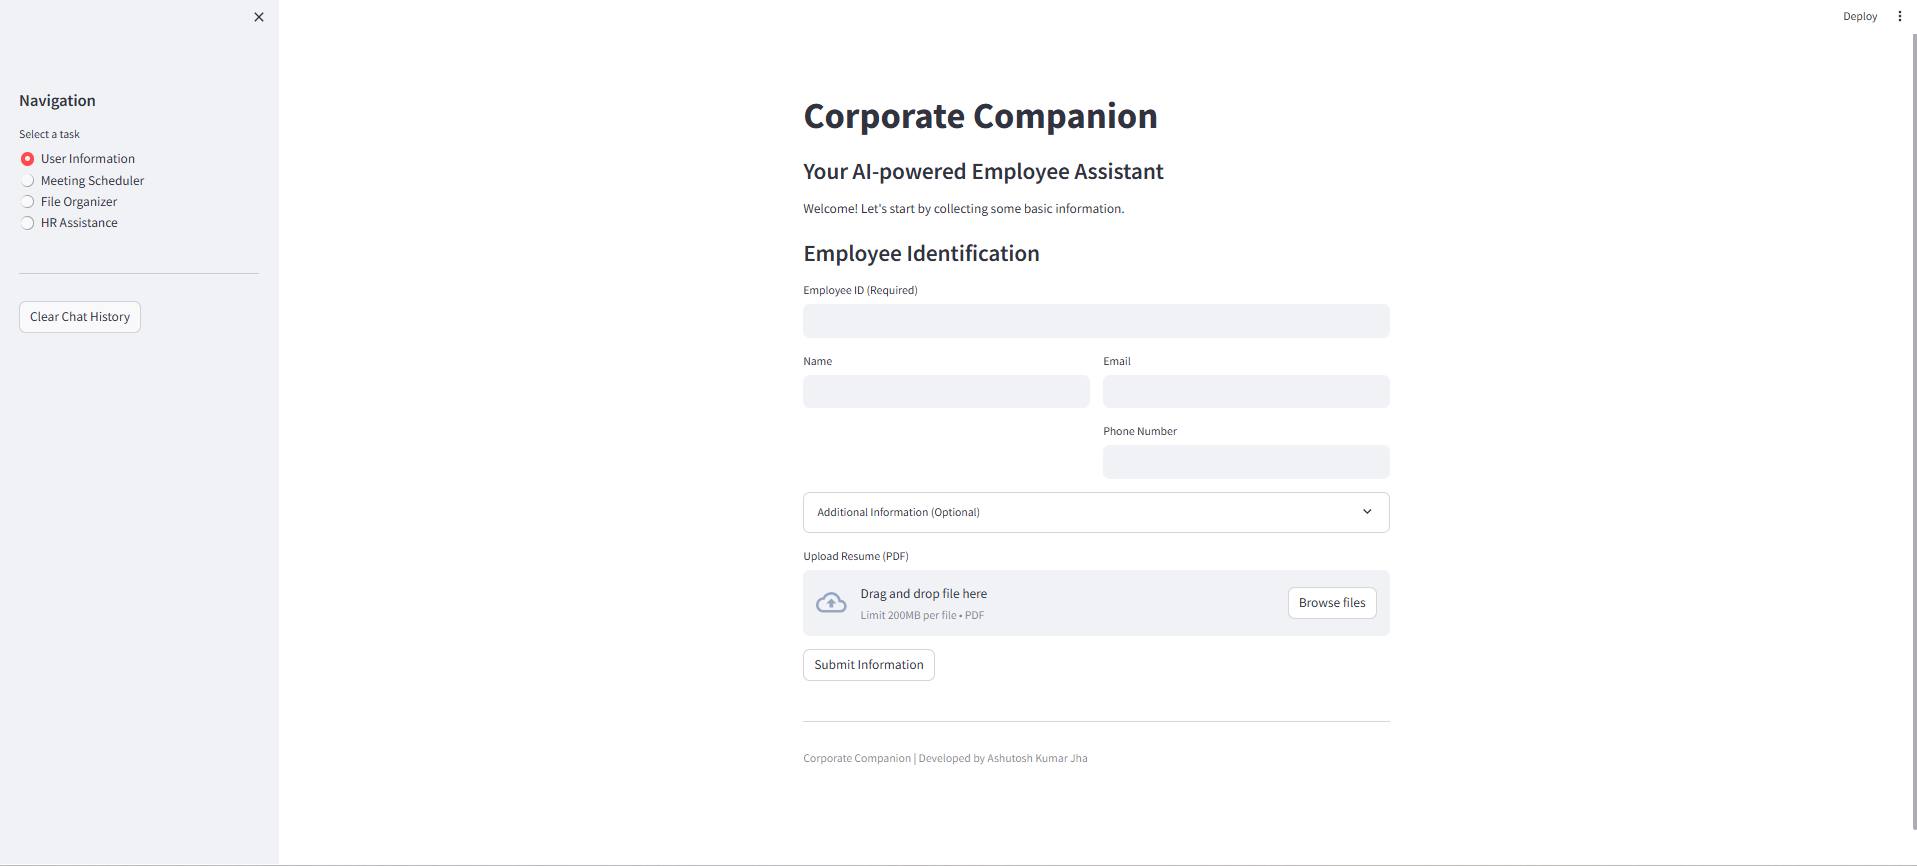 Deploy
Navigation
Select a task
User Information
Meeting Scheduler
File Organizer
HR Assistance
Clear Chat History
Corporate Companion
Your AI-powered Employee Assistant
Welcome! Let's start by collecting some basic information.
Employee Identification
Employee ID (Required)
Name
Email
Phone Number
Additional Information (Optional)
Upload Resume (PDF)
Drag and drop file here
Limit 200MB per file • PDF
Browse files
Submit Information
Corporate Companion | Developed by Ashutosh Kumar Jha